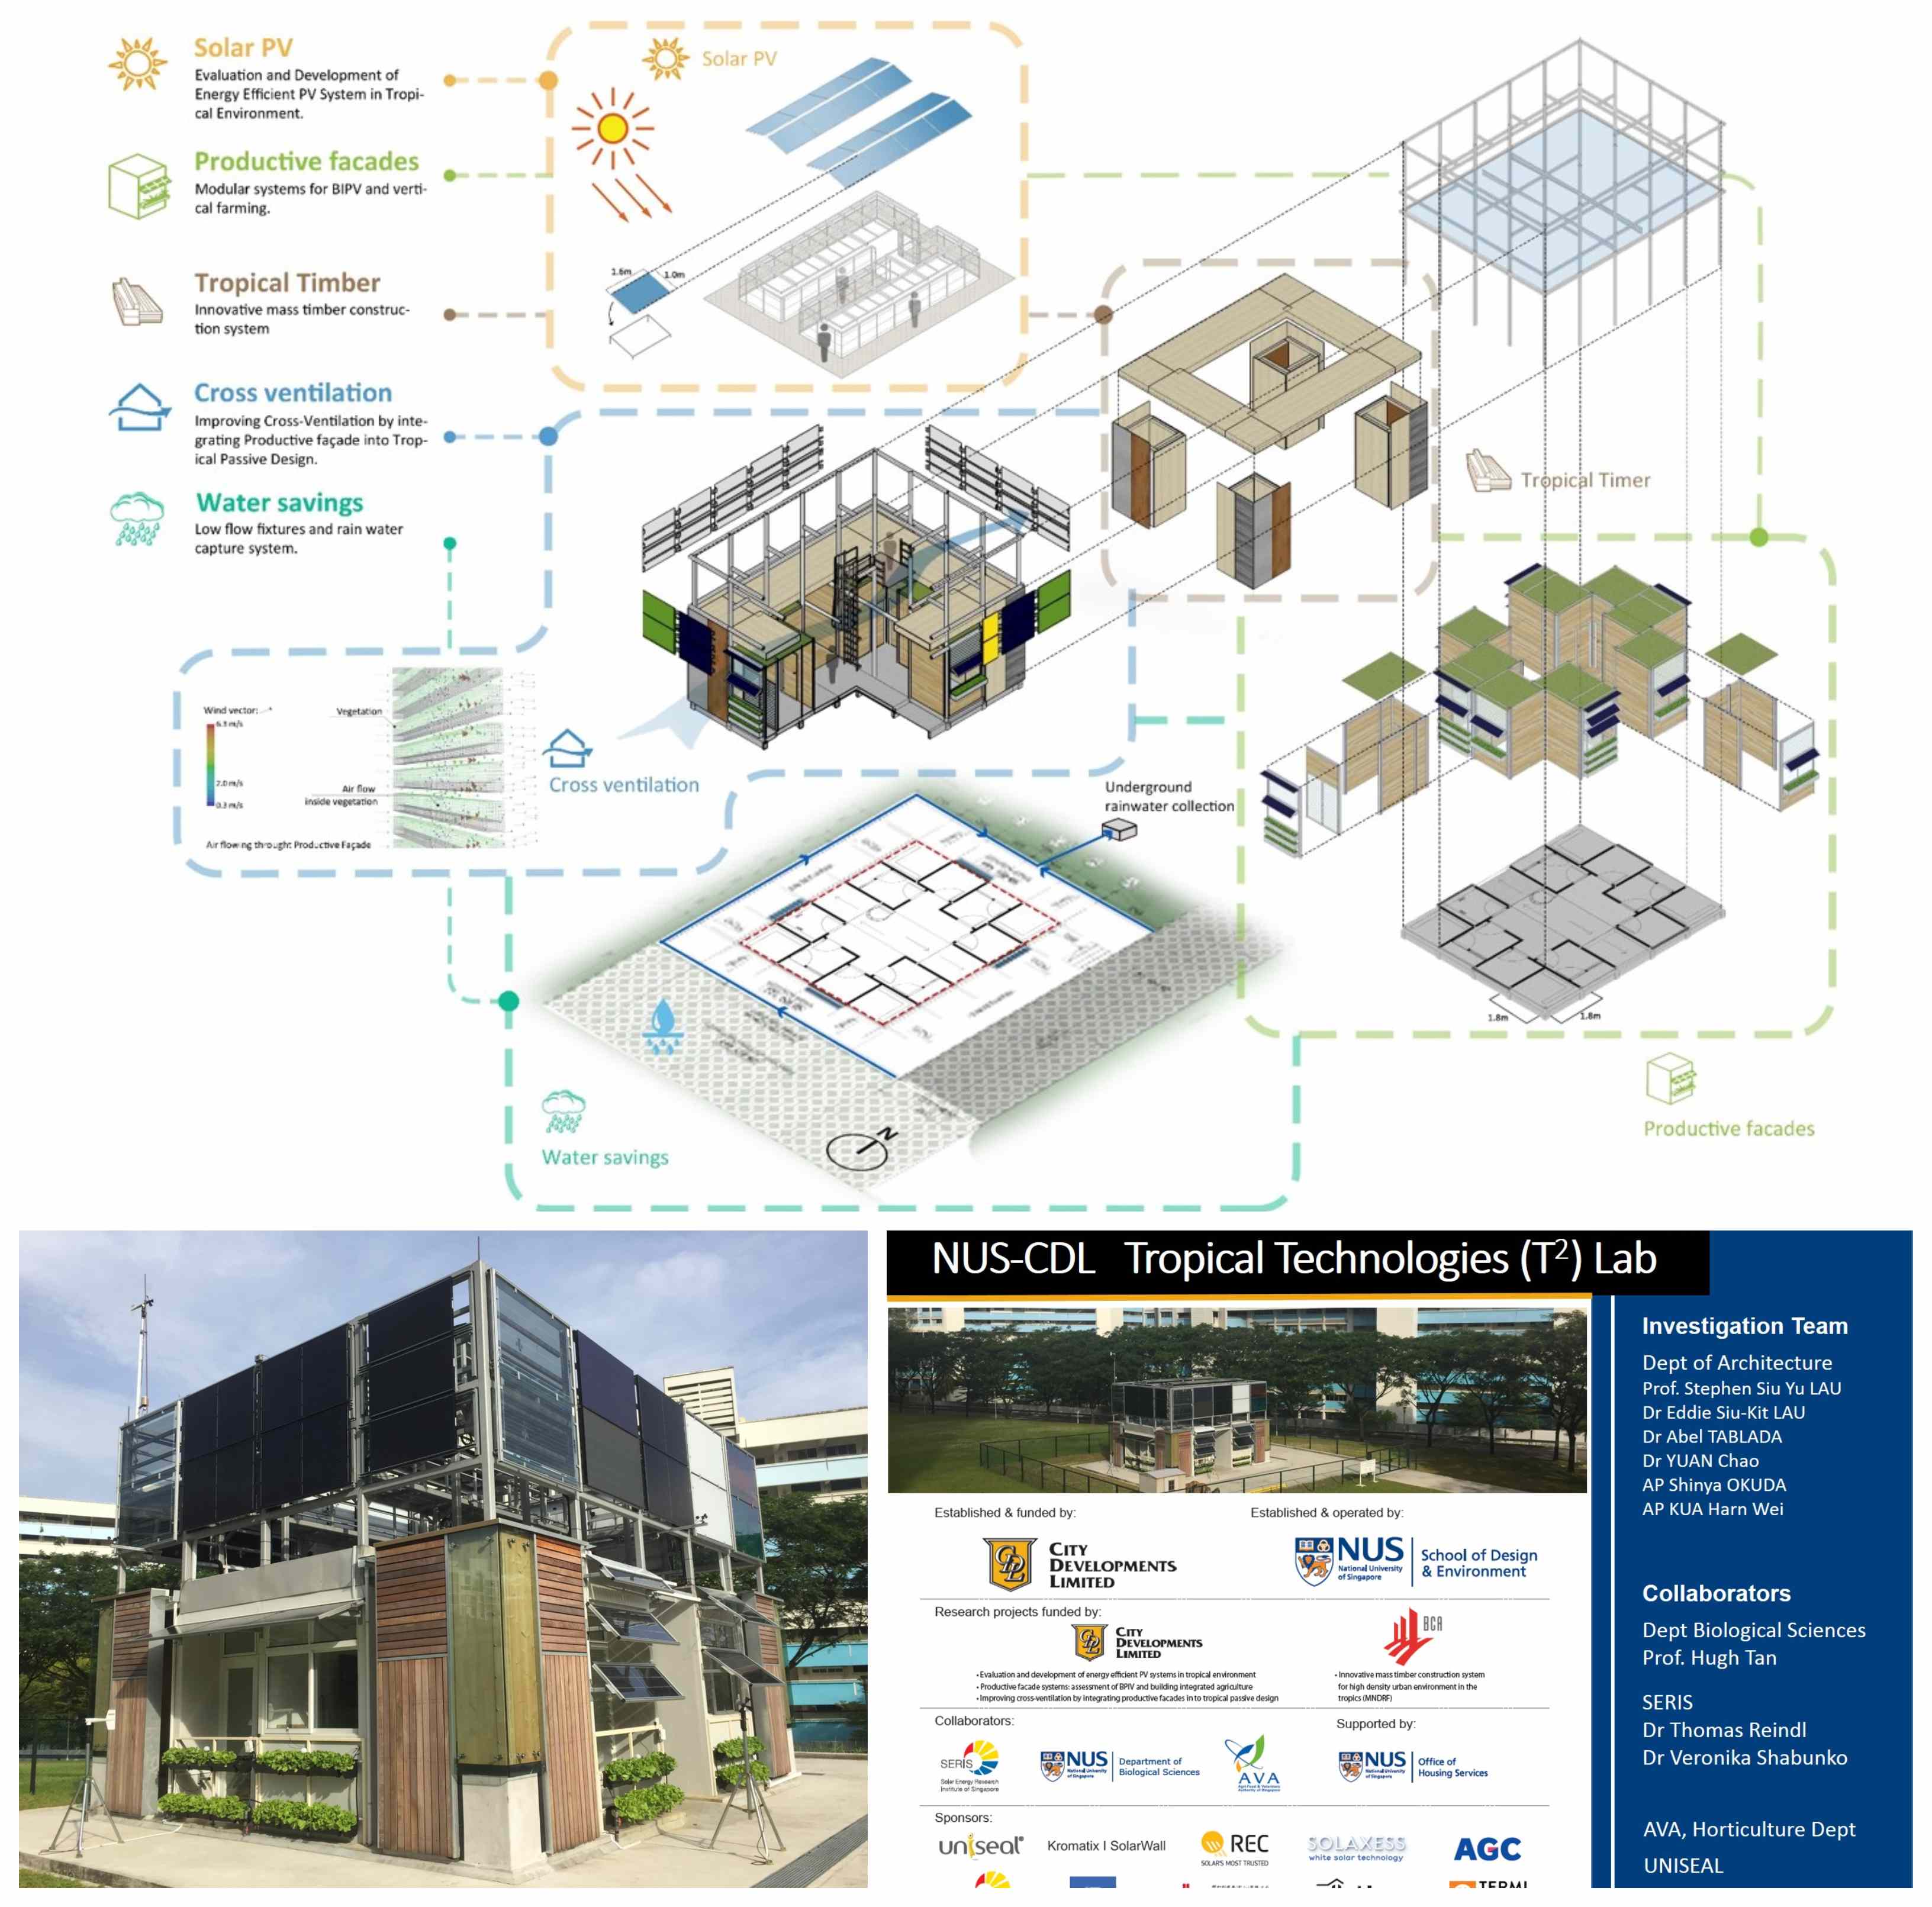 Solar PV
Evaluation and Development of
Energy Efficient PV System in Tropi-
cal Environment.
Productive facades
Modular systems for BIPV and verti-
cal farming.
Tropical Timber
Innovative mass timber construc-
tion system
Cross ventilation
Improving Cross-Ventilation by inte-
grating Productive façade into Trop-
ical Passive Design.
Water savings
Low flow fixtures and rain water
capture system.
Solar PV
1.6m
1.0m
Tropical Timer
Wind vector:
6.3 m/s
2.0 m/s
0.3 m/s
Vegetation
Air flow
inside vegetation
Air flowing throught Productive Façade
Cross ventilation
Underground
rainwater collection
N
Water savings
1.8m
1.8m
Productive facades
NUS-CDL Tropical Technologies (T²) Lab
Established & funded by:
Established & operated by:
CITY
DEVELOPMENTS
LIMITED
NUS
National University
of Singapore
School of Design
& Environment
Research projects funded by:
CITY
DEVELOPMENTS
LIMITED
BCA
• Evaluation and development of energy efficient PV systems in tropical environment
• Productive facade systems: assessment of BPIV and building integrated agriculture
• Improving cross-ventilation by integrating productive facades in to tropical passive design
• Innovative mass timber construction system
for high density urban environment in the
tropics (MNDRF)
Collaborators:
Supported by:
SERIS
Solar Energy Research
Institute of Singapore
NUS
National University
of Singapore
Department of
Biological Sciences
AVA
NUS
National University
of Singapore
Office of
Housing Services
Sponsors:
uniseal
Kromatix I SolarWall
REC
SOLAR'S MOST TRUSTED
SOLAXESS
white solar technology
AGC
Investigation Team
Dept of Architecture
Prof. Stephen Siu Yu LAU
Dr Eddie Siu-Kit LAU
Dr Abel TABLADA
Dr YUAN Chao
AP Shinya OKUDA
AP KUA Harn Wei
Collaborators
Dept Biological Sciences
Prof. Hugh Tan
SERIS
Dr Thomas Reindl
Dr Veronika Shabunko
AVA, Horticulture Dept
UNISEAL